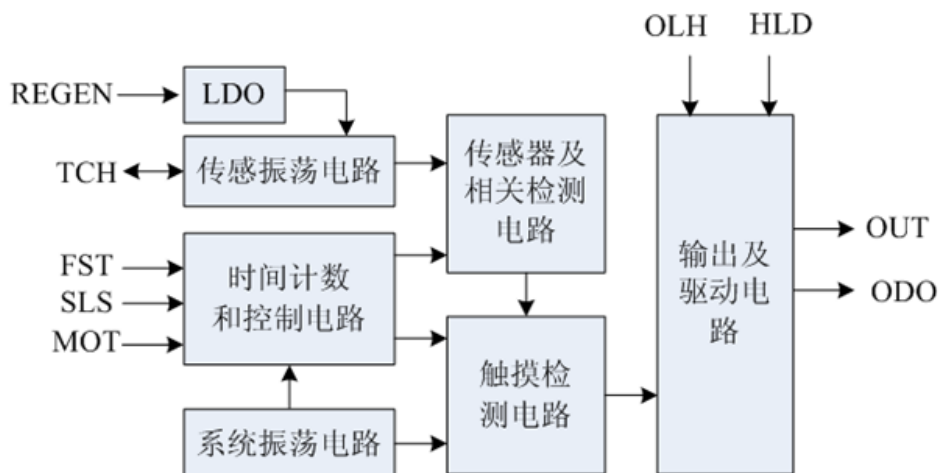 OLH
HLD
REGEN
LDO
TCH
传感振荡电路
传感器及
相关检测
电路
FST
SLS
MOT
时间计数
和控制电路
输出及
驱动电
路
OUT
ODO
触摸检
测电路
系统振荡电路